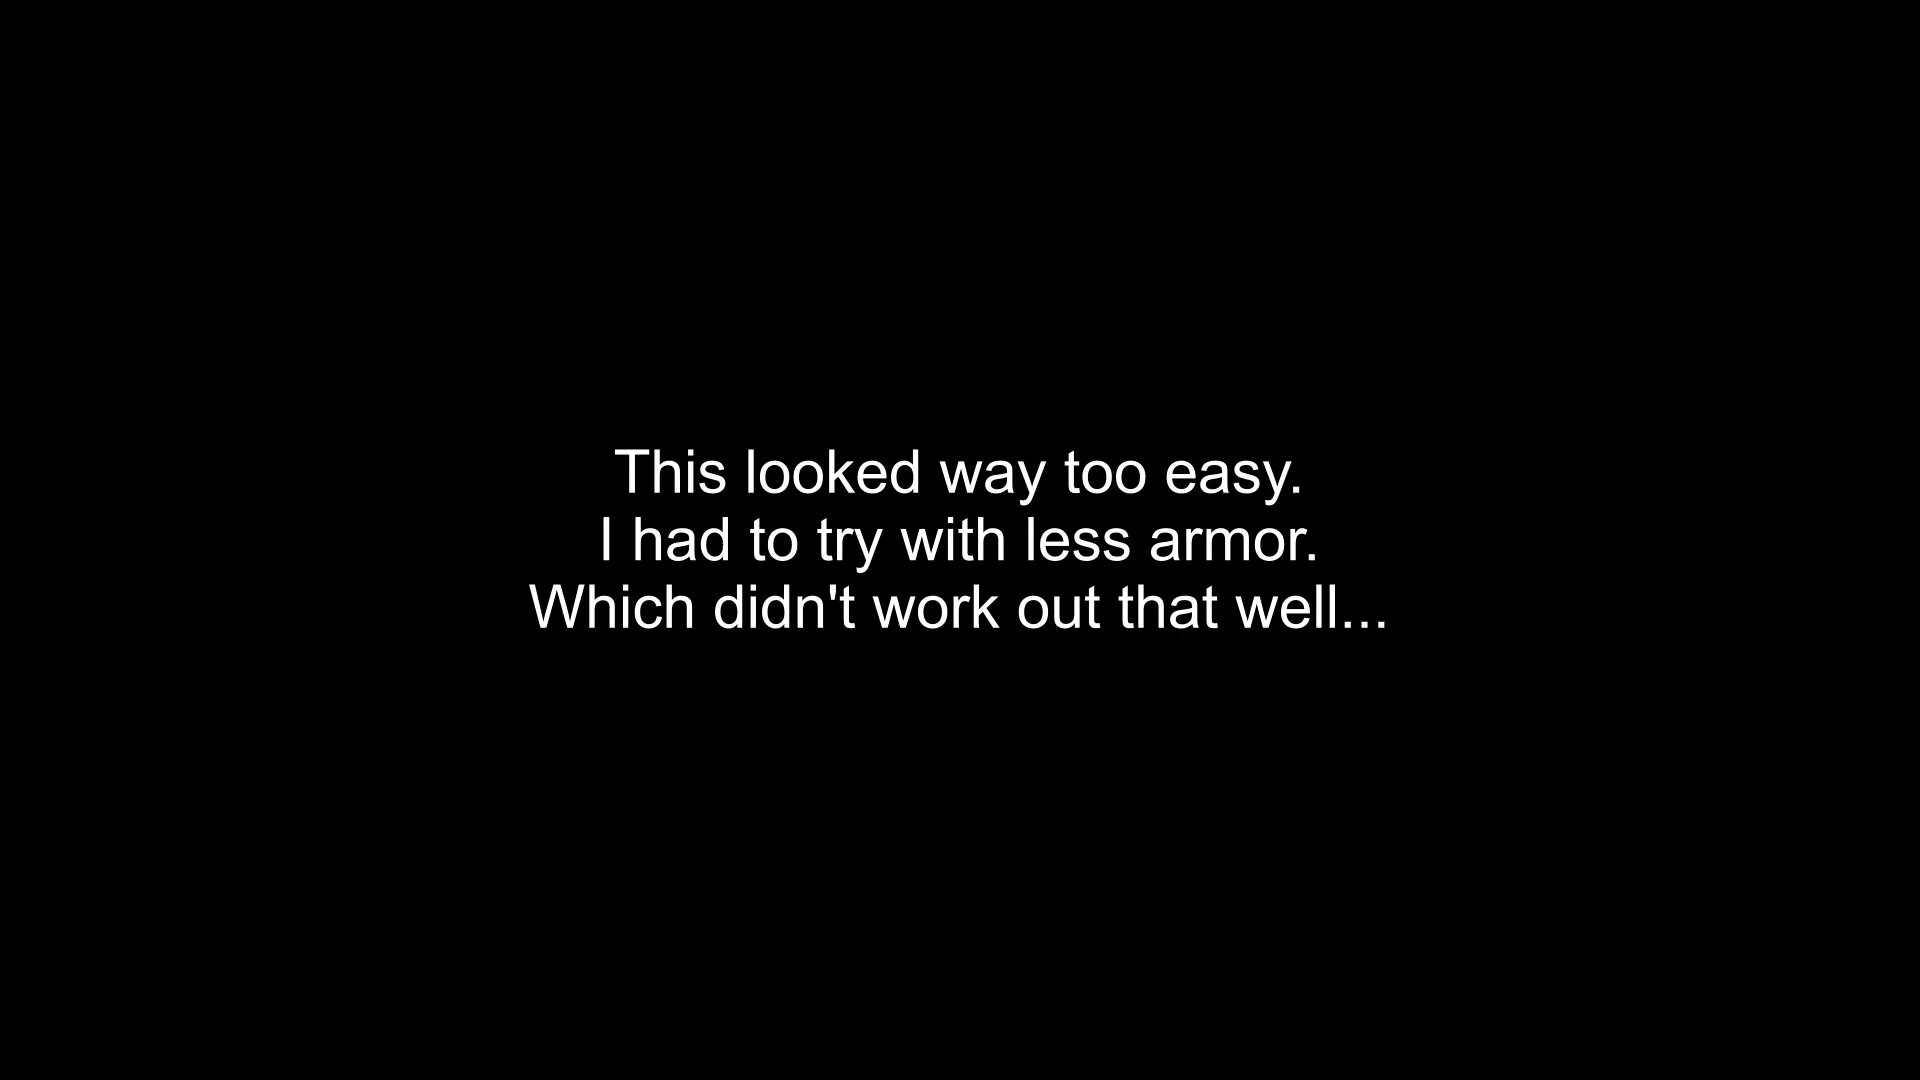 This looked way too easy.
I had to try with less armor.
Which didn't work out that well...